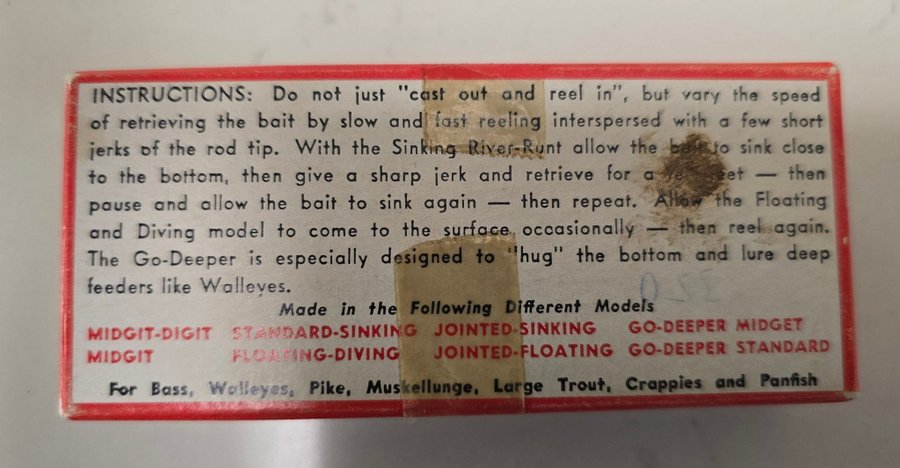 INSTRUCTIONS: Do not just "cast out and reel in", but vary the speed
of retrieving the bait by slow and fast reeling interspersed with a few short
jerks of the rod tip. With the Sinking River-Runt allow the bait to sink close
to the bottom, then give a sharp jerk and retrieve for a feet — then
pause and allow the bait to sink again — then repeat. Allow the Floating
and Diving model to come to the surface occasionally — then reel again.
The Go-Deeper is especially designed to "hug" the bottom and lure deep
feeders like Walleyes.
Made in the Following Different Models
MIDGIT-DIGIT STANDARD-SINKING JOINTED-SINKING GO-DEEPER MIDGET
MIDGIT FLOATING-DIVING JOINTED-FLOATING GO-DEEPER STANDARD
For Bass, Walleyes, Pike, Muskellunge, Large Trout, Crappies and Panfish